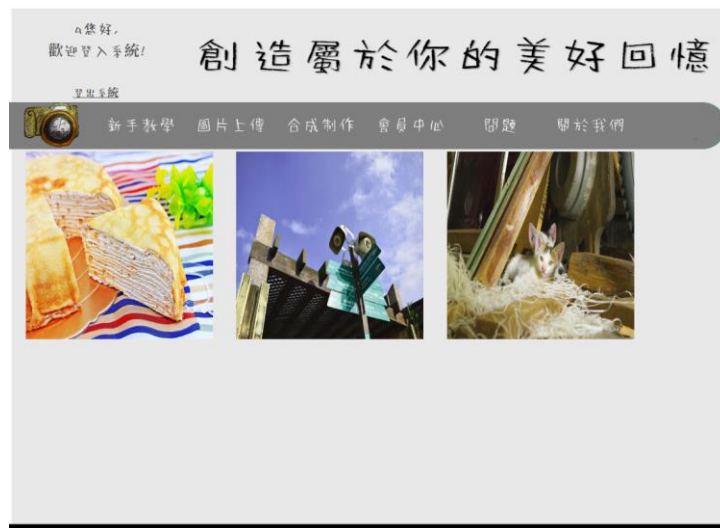 a您好,
歡迎登入系統!
登出系統
創造屬於你的美好回憶
新手教學 圖片上傳 合成制作 會員中心 問題 關於我們